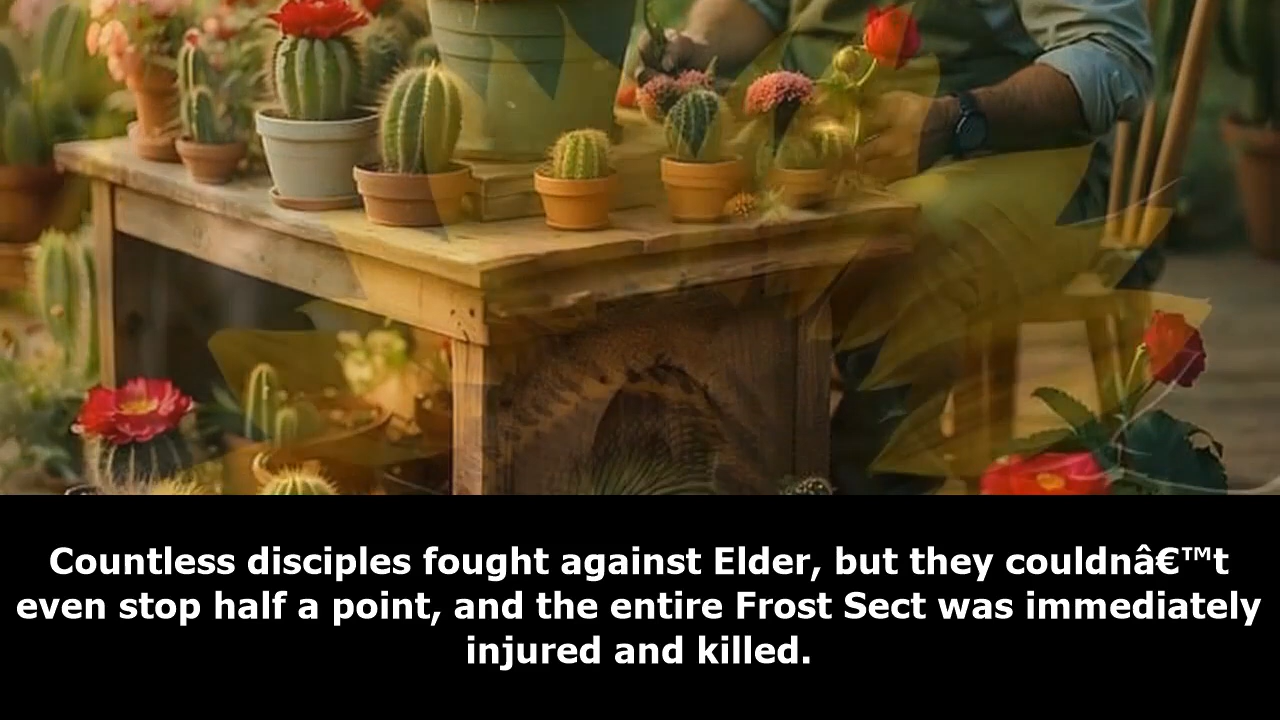 Countless disciples fought against Elder, but they couldnâ€™t
even stop half a point, and the entire Frost Sect was immediately
injured and killed.